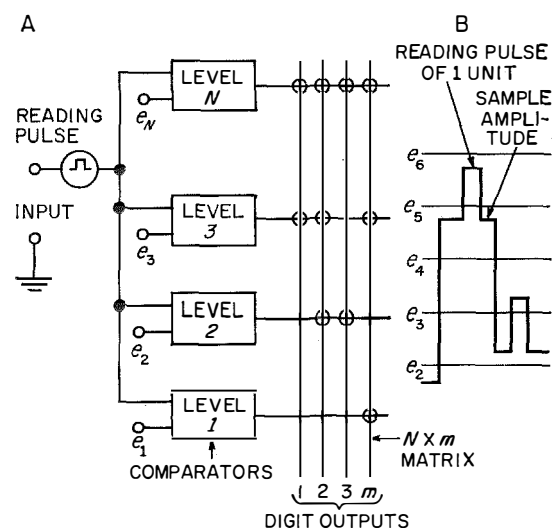 A
LEVEL
N
e_N
READING
PULSE
INPUT
LEVEL
3
e_3
LEVEL
2
e_2
LEVEL
1
e_1
COMPARATORS
1 2 3 m
DIGIT OUTPUTS
N X m
MATRIX
B
READING PULSE
OF 1 UNIT
SAMPLE
AMPLI-
TUDE
e_6
e_5
e_4
e_3
e_2